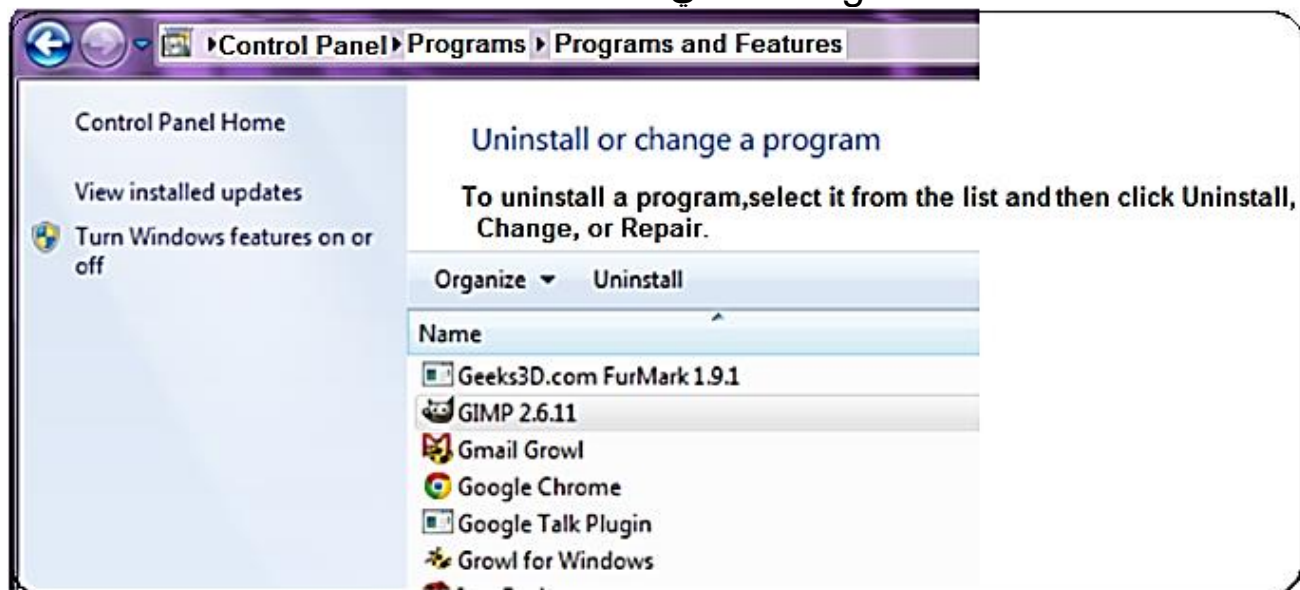 Control Panel Programs Programs and Features
Control Panel Home
View installed updates
Turn Windows features on or
off
Uninstall or change a program
To uninstall a program,select it from the list and then click Uninstall,
Change, or Repair.
Organize Uninstall
Name
Geeks3D.com FurMark 1.9.1
GIMP 2.6.11
Gmail Growl
Google Chrome
Google Talk Plugin
Growl for Windows